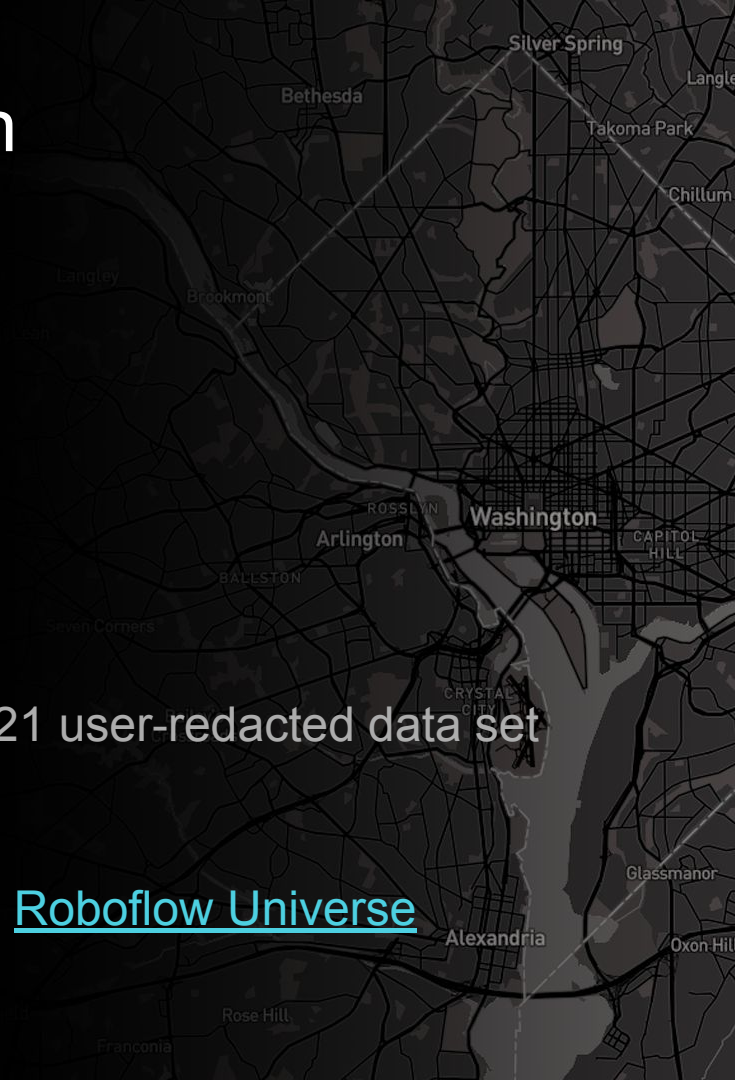 Silver Spring
Langle
Bethesda
n
Takoma Park
Chillum
Langley
Brookmont
ROSSLYN
Washington
Arlington
CAPITOL
HILL
BALLSTON
Seven Corners
CRYSTAL
CITY
21 user-redacted data set
Glassmanor
Roboflow Universe
Alexandria
Oxon Hill
Rose Hill
Franconia